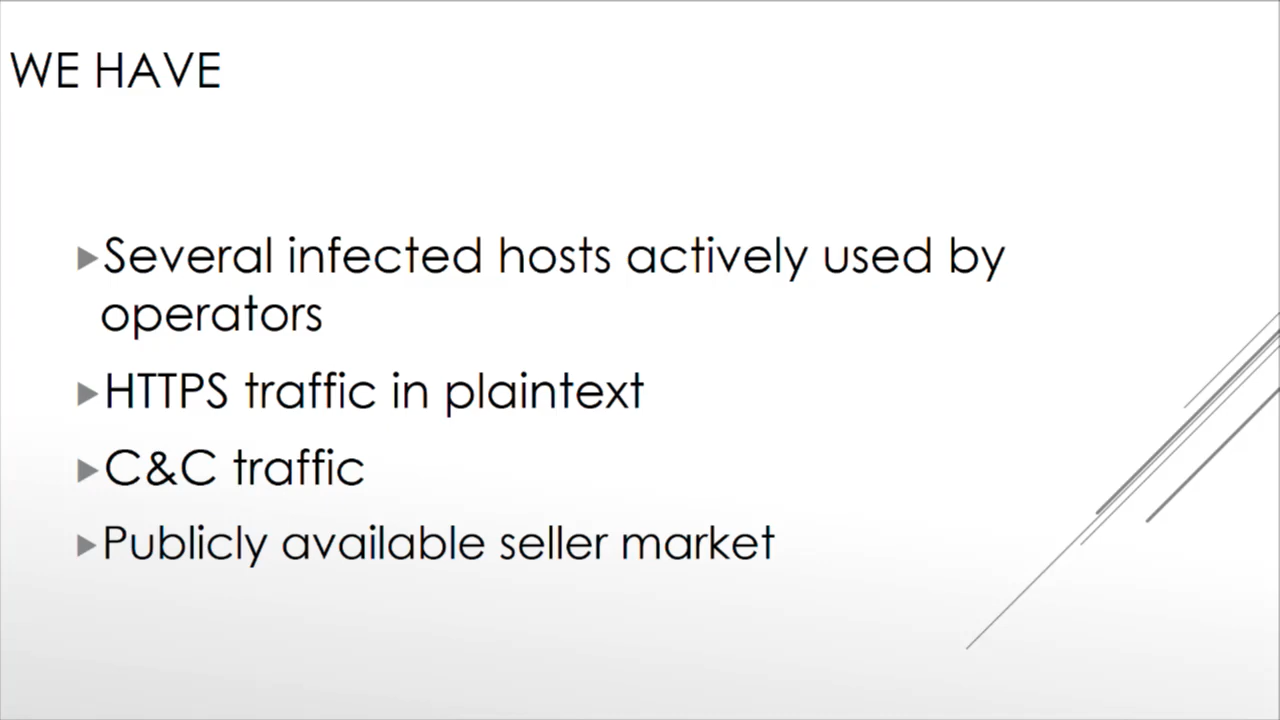 WE HAVE
Several infected hosts actively used by
operators
HTTPS traffic in plaintext
C&C traffic
Publicly available seller market